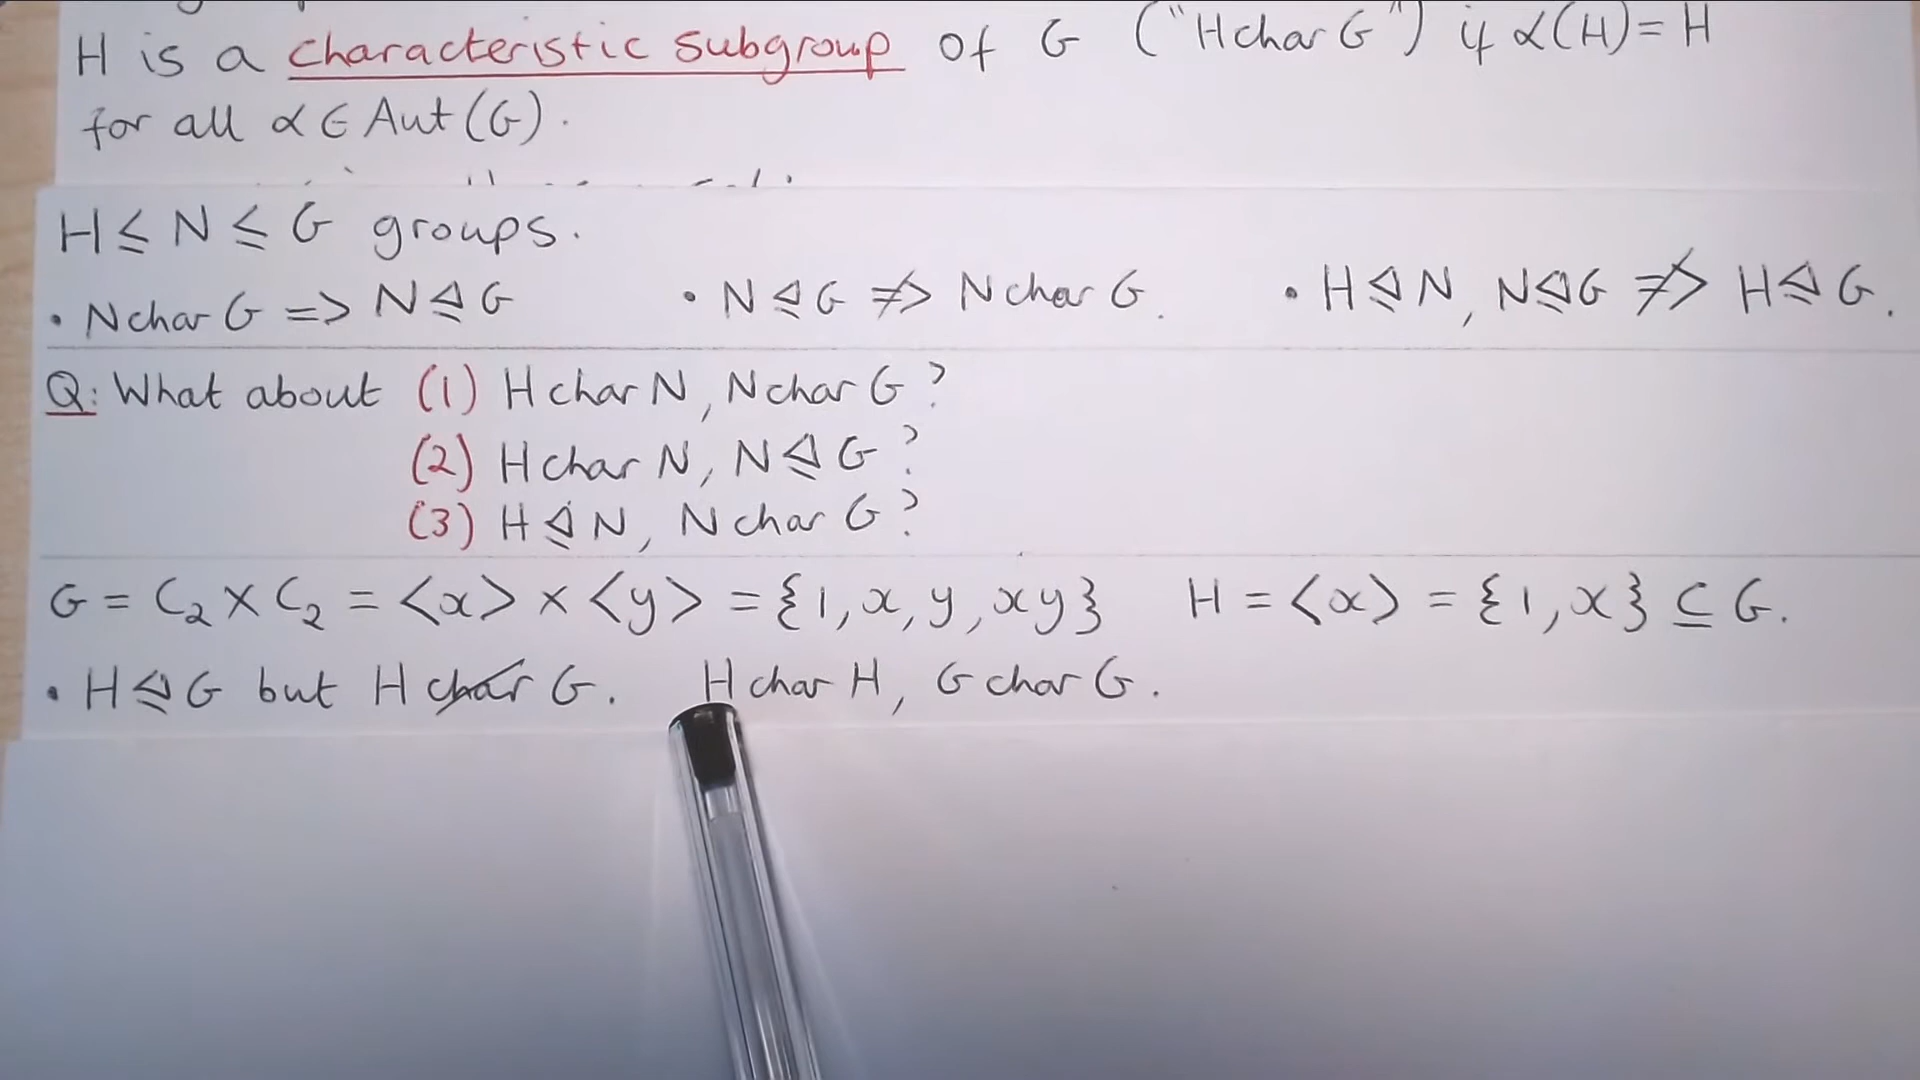 H is a characteristic subgroup of G ("H char G") if α(H) = H
for all α ∈ Aut(G).
H ≤ N ≤ G groups.
• N char G => N ⊴ G • N ⊴ G ≠> N char G. • H ⊴ N, N ⊴ G ≠> H ⊴ G.
Q: What about (1) H char N, N char G?
(2) H char N, N ⊴ G?
(3) H ⊴ N, N char G?
G = C₂ × C₂ = <x> × <y> = {1, x, y, xy} H = <x> = {1, x} ⊆ G.
• H ⊴ G but H c̸h̸a̸r̸ G. H char H, G char G.